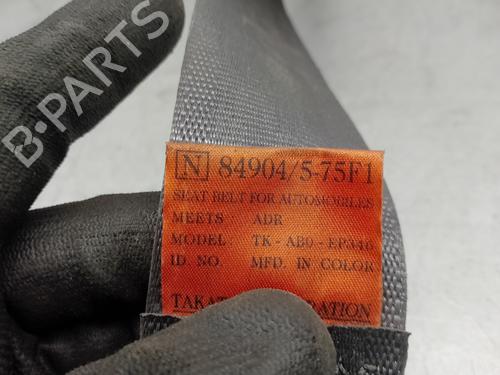 B-PARTS
N 84904/5-75F1
SEAT BELT FOR AUTOMOBILES
MEETS: ADR
MODEL: TK-AB0-EP346
ID. NO. MFD. IN COLOR